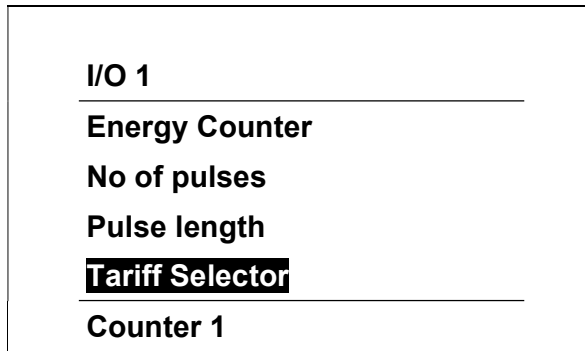 I/O 1
Energy Counter
No of pulses
Pulse length
Tariff Selector
Counter 1